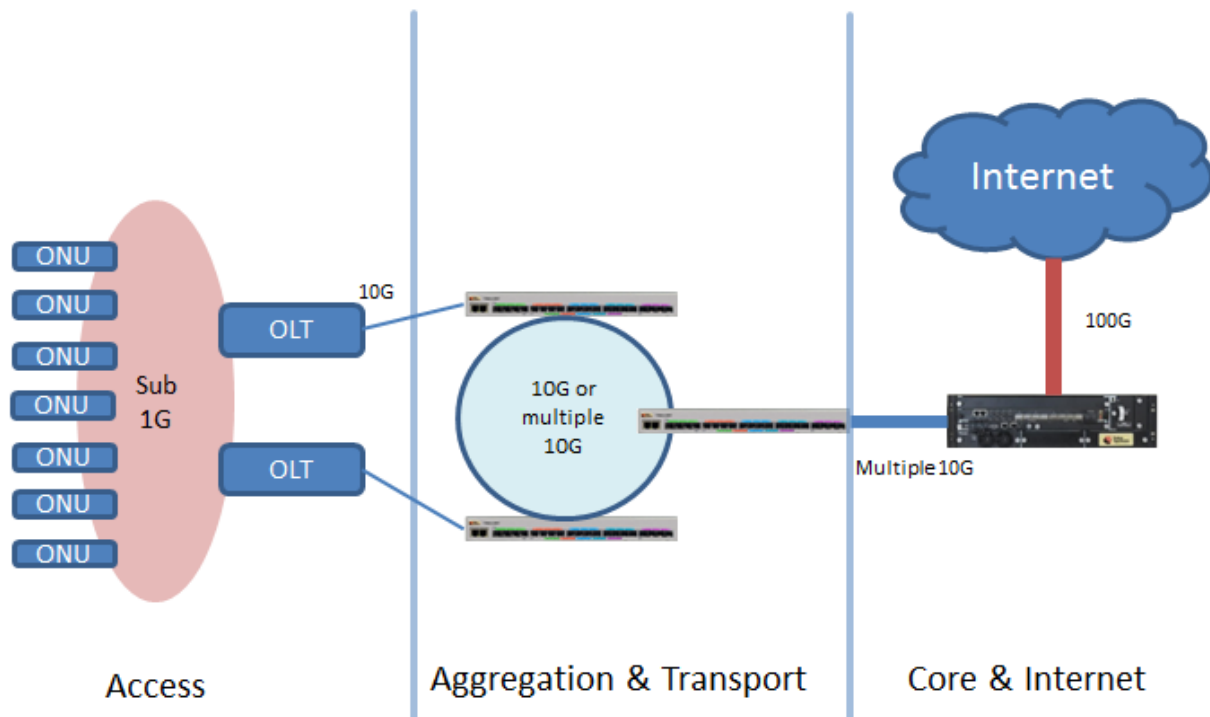 Internet
ONU
ONU
ONU
ONU
ONU
ONU
ONU
Sub
1G
OLT
OLT
10G
10G or
multiple
10G
Multiple 10G
100G
Access
Aggregation & Transport
Core & Internet